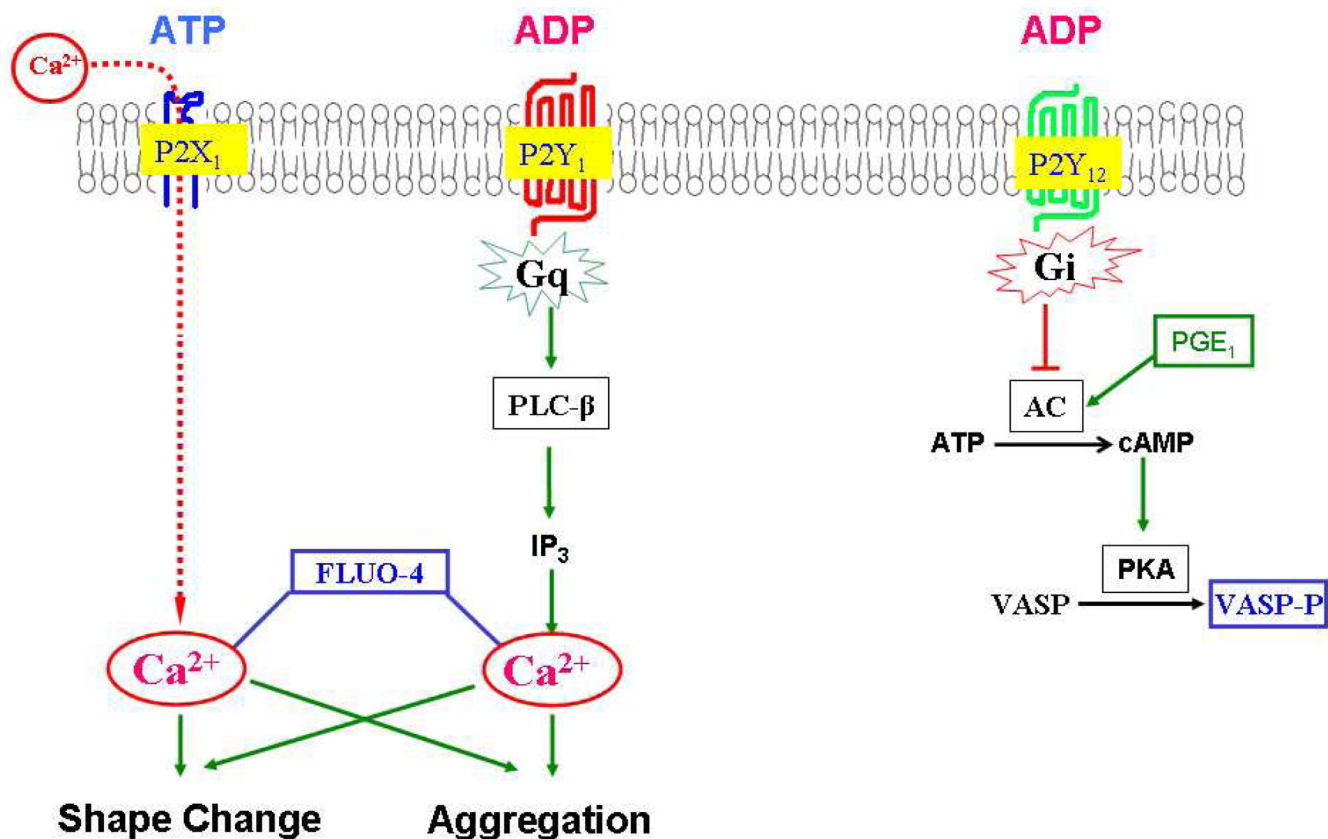 ATP
ADP
ADP
Ca²⁺
P2X₁
P2Y₁
P2Y₁₂
Gq
Gi
PGE₁
PLC-β
AC
ATP
cAMP
IP₃
FLUO-4
PKA
VASP
VASP-P
Ca²⁺
Ca²⁺
Shape Change
Aggregation